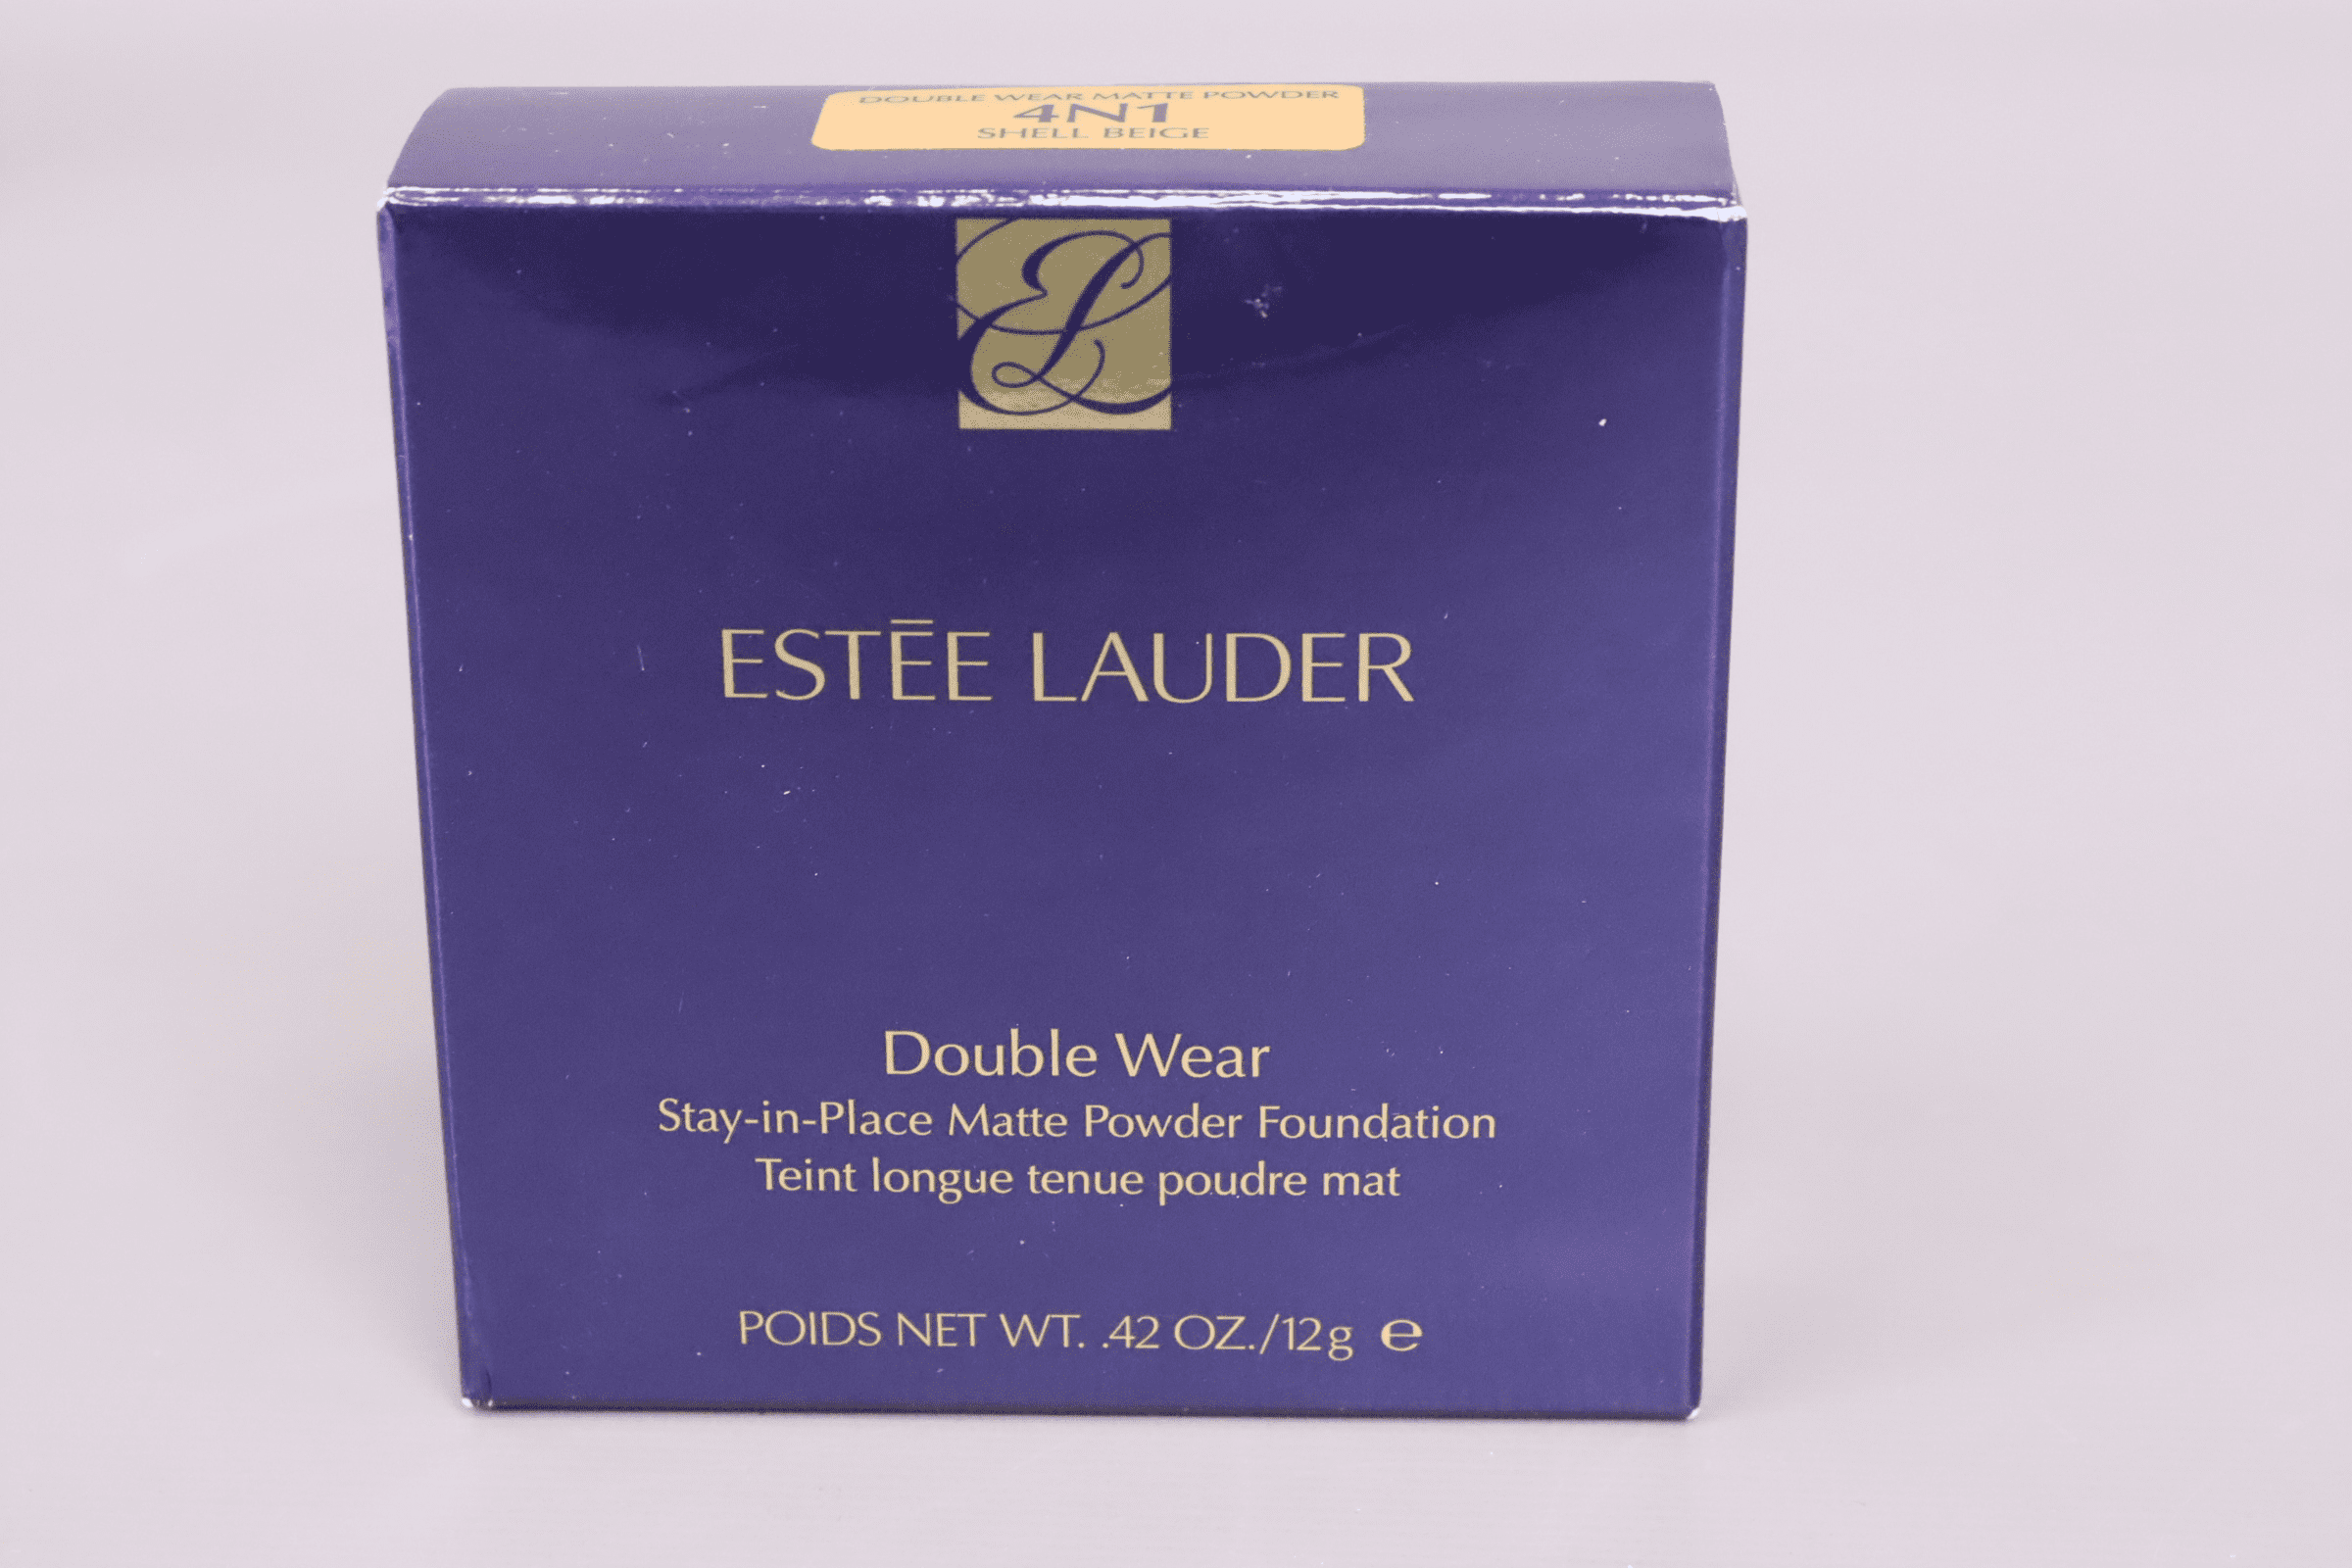 DOUBLE WEAR MATTE POWDER
4N1
SHELL BEIGE
EL
ESTĒE LAUDER
Double Wear
Stay-in-Place Matte Powder Foundation
Teint longue tenue poudre mat
POIDS NET WT. .42 OZ./12g ℮